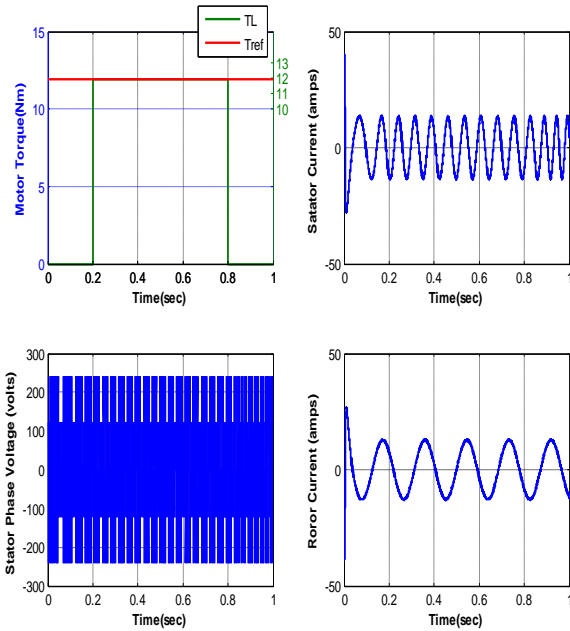 TL
Tref
Motor Torque(Nm)
15
10
5
0
13
12
11
10
0 0.2 0.4 0.6 0.8 1
Time(sec)
Satator Current (amps)
50
0
-50
0 0.2 0.4 0.6 0.8 1
Time(sec)
Stator Phase Voltage (volts)
300
200
100
0
-100
-200
-300
0 0.2 0.4 0.6 0.8 1
Time(sec)
Roror Current (amps)
50
0
-50
0 0.2 0.4 0.6 0.8 1
Time(sec)